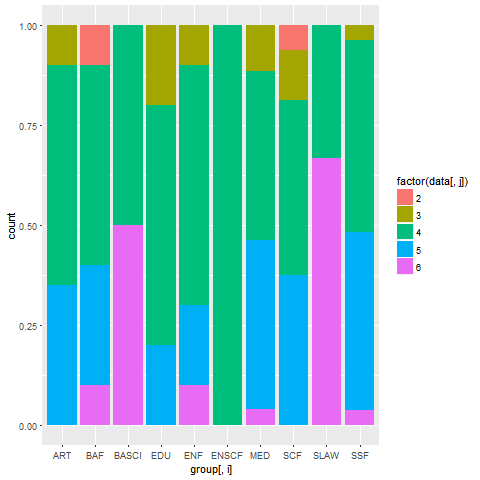 1.00
0.75
0.50
0.25
0.00
count
ART BAF BASCI EDU ENF ENSCF MED SCF SLAW SSF
group[, i]
factor(data[, j])
2
3
4
5
6